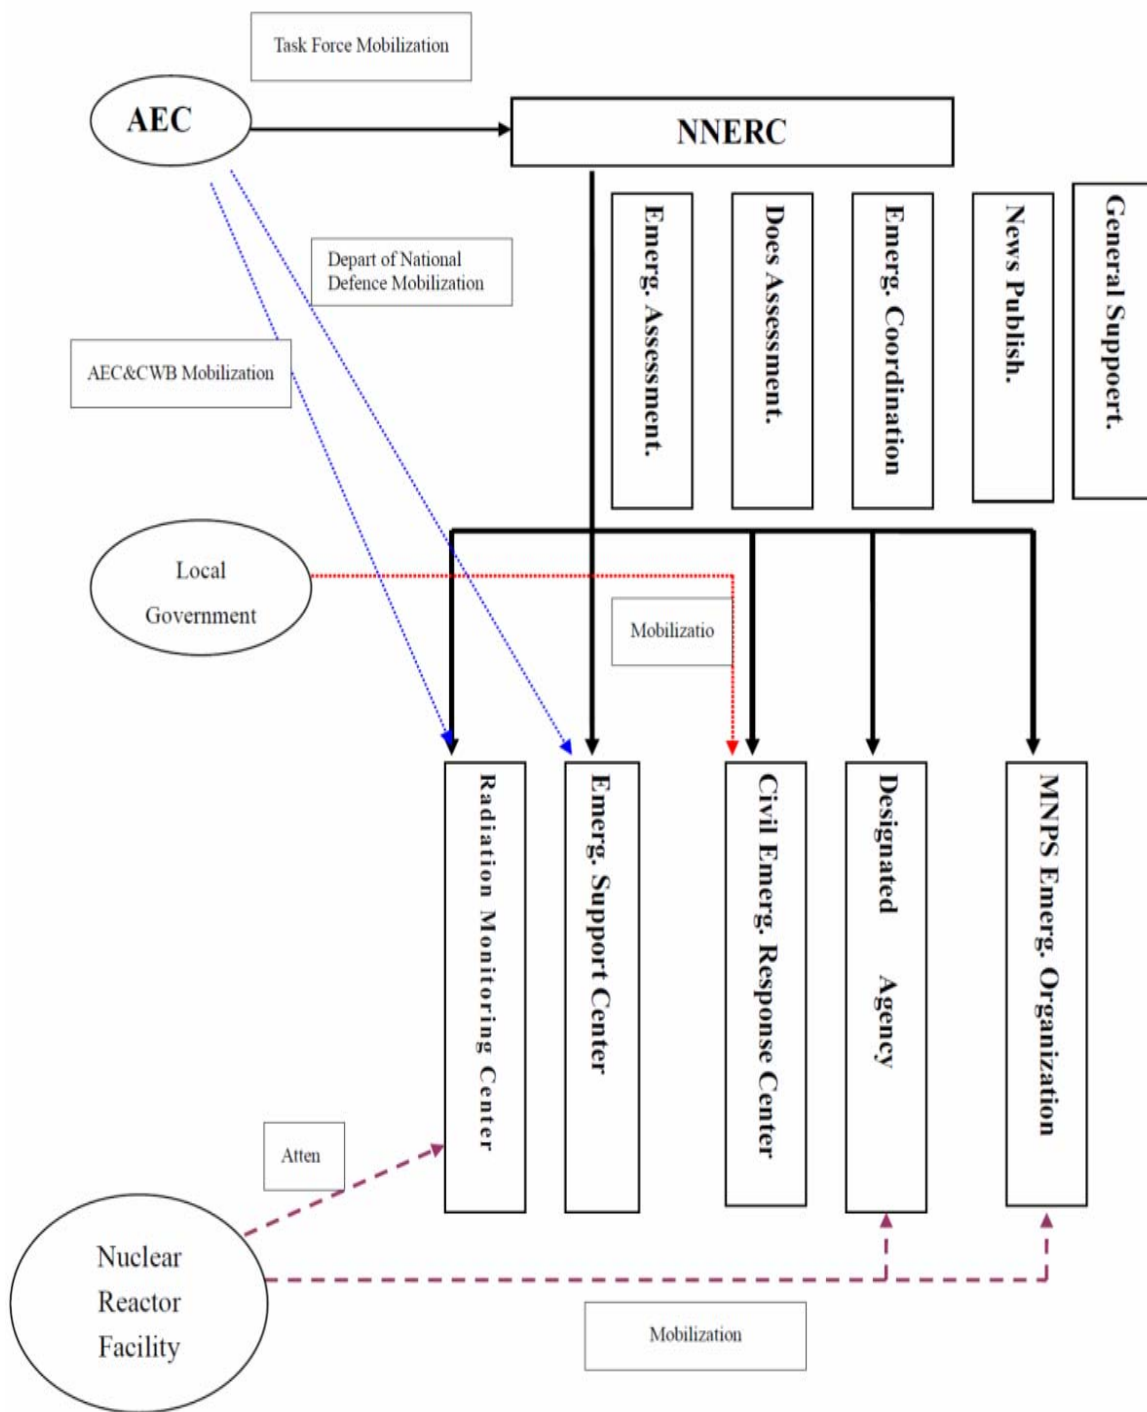 Task Force Mobilization
AEC
NNERC
Emerg. Assessment.
Does Assessment.
Emerg. Coordination
News Publish.
General Suppoert.
Depart of National
Defence Mobilization
AEC&CWB Mobilization
Local
Government
Mobilizatio
Radiation Monitoring Center
Emerg. Support Center
Civil Emerg. Response Center
Designated Agency
MNPS Emerg. Organization
Atten
Nuclear
Reactor
Facility
Mobilization